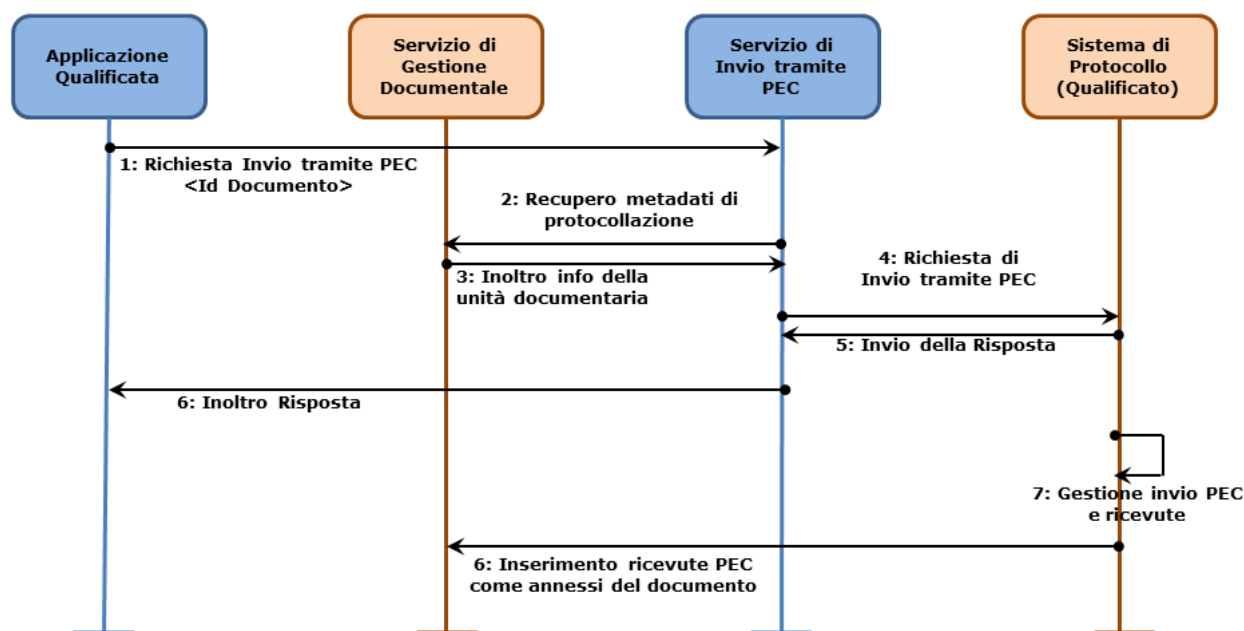 Applicazione
Qualificata
Servizio di
Gestione
Documentale
Servizio di
Invio tramite
PEC
Sistema di
Protocollo
(Qualificato)
1: Richiesta Invio tramite PEC
<Id Documento>
2: Recupero metadati di
protocollazione
3: Inoltro info della
unità documentaria
4: Richiesta di
Invio tramite PEC
5: Invio della Risposta
6: Inoltro Risposta
7: Gestione invio PEC
e ricevute
6: Inserimento ricevute PEC
come annessi del documento